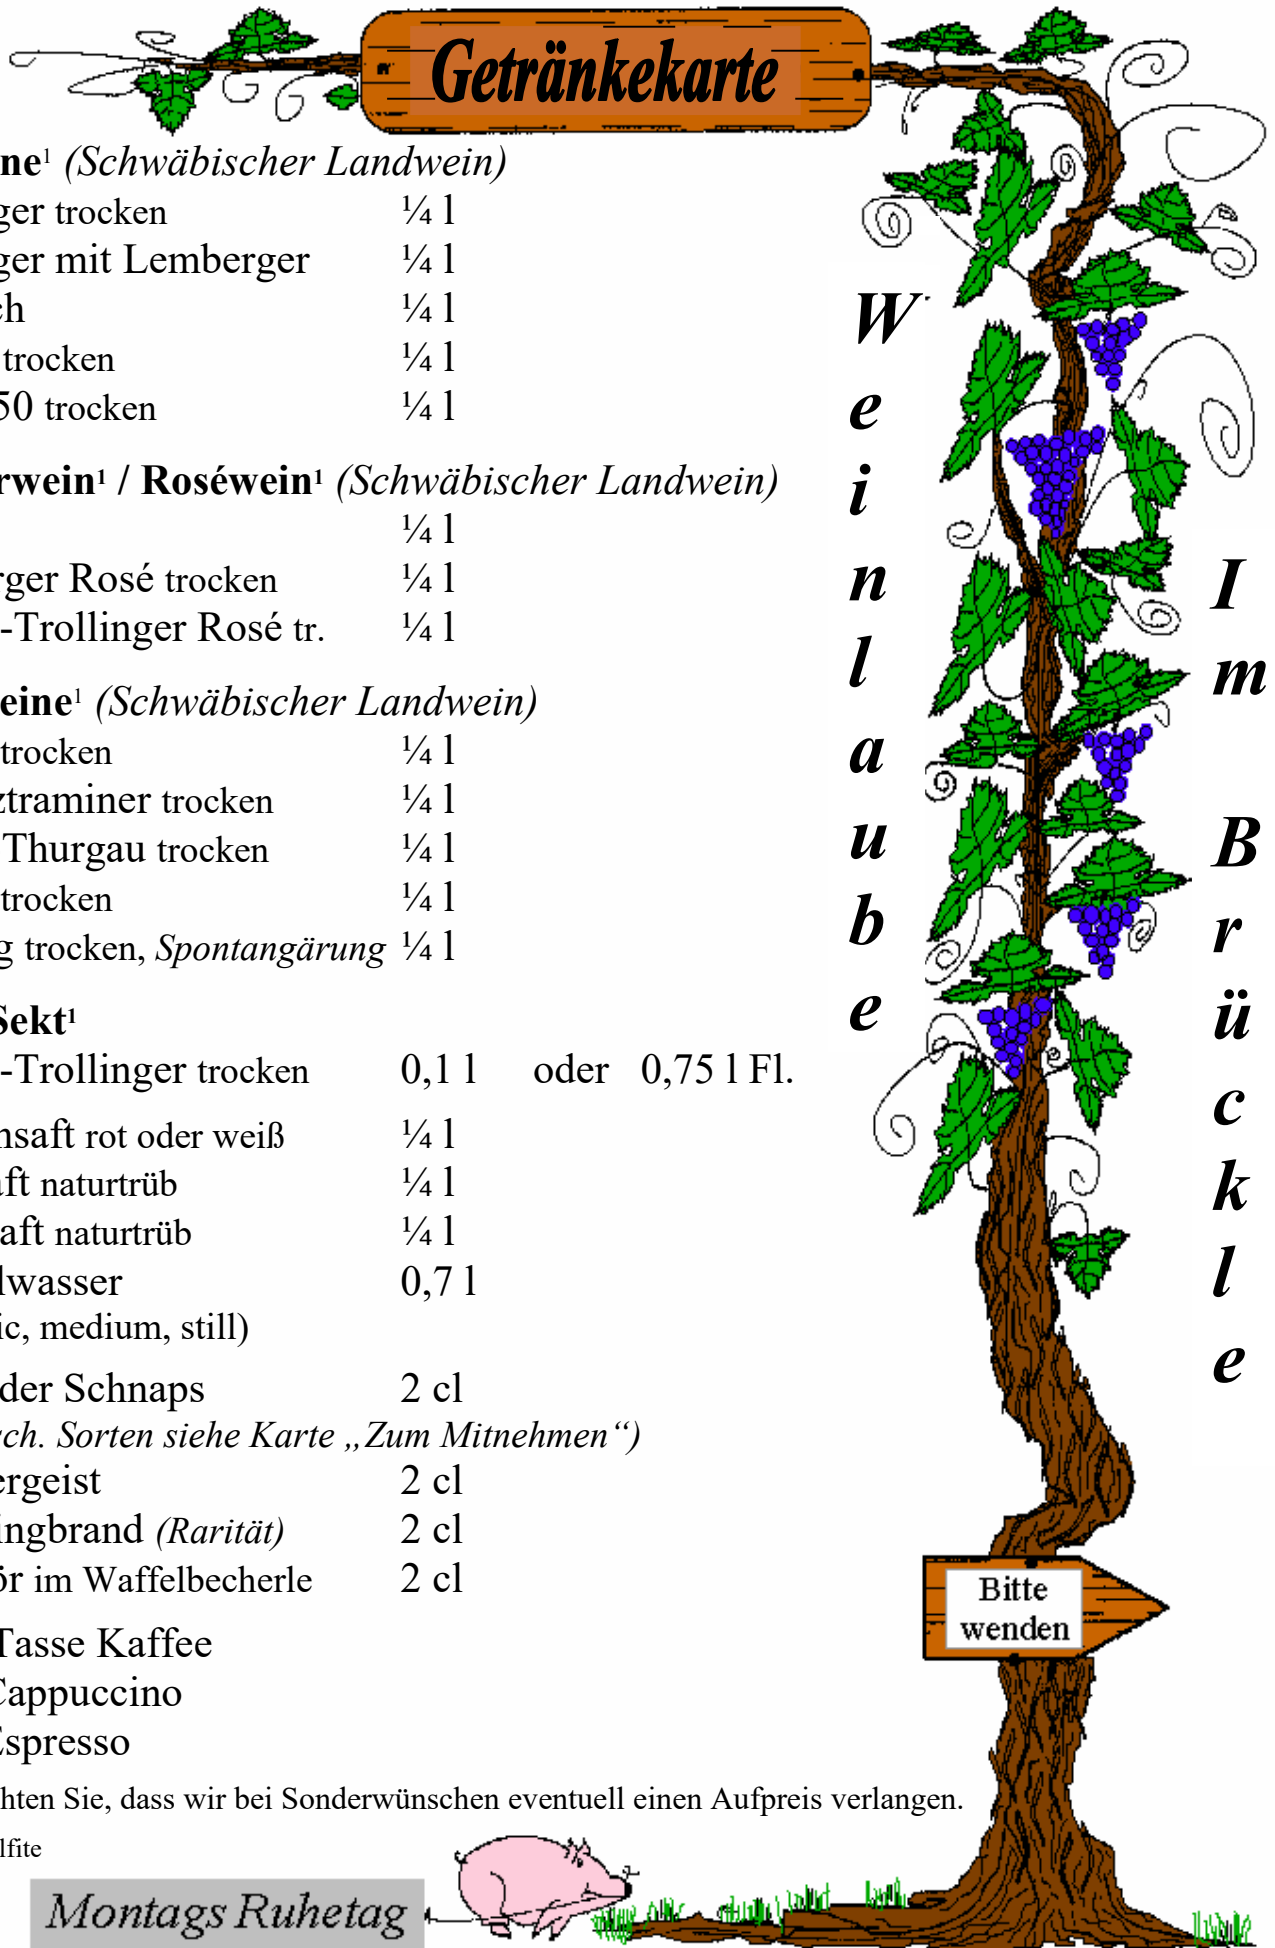 Getränkekarte
ne¹ (Schwäbischer Landwein)
ger trocken ¼ l
ger mit Lemberger ¼ l
ch ¼ l
trocken ¼ l
50 trocken ¼ l
rwein¹ / Roséwein¹ (Schwäbischer Landwein)
¼ l
rger Rosé trocken ¼ l
-Trollinger Rosé tr. ¼ l
eine¹ (Schwäbischer Landwein)
trocken ¼ l
ztraminer trocken ¼ l
Thurgau trocken ¼ l
trocken ¼ l
g trocken, Spontangärung ¼ l
Sekt¹
-Trollinger trocken 0,1 l oder 0,75 l Fl.
nsaft rot oder weiß ¼ l
aft naturtrüb ¼ l
aft naturtrüb ¼ l
lwasser 0,7 l
ic, medium, still)
der Schnaps 2 cl
sch. Sorten siehe Karte „Zum Mitnehmen“)
ergeist 2 cl
ingbrand (Rarität) 2 cl
ör im Waffelbecherle 2 cl
Tasse Kaffee
Cappuccino
Espresso
hten Sie, dass wir bei Sonderwünschen eventuell einen Aufpreis verlangen.
lfite
Montags Ruhetag
Weinlaube
Im Brückle
Bitte
wenden